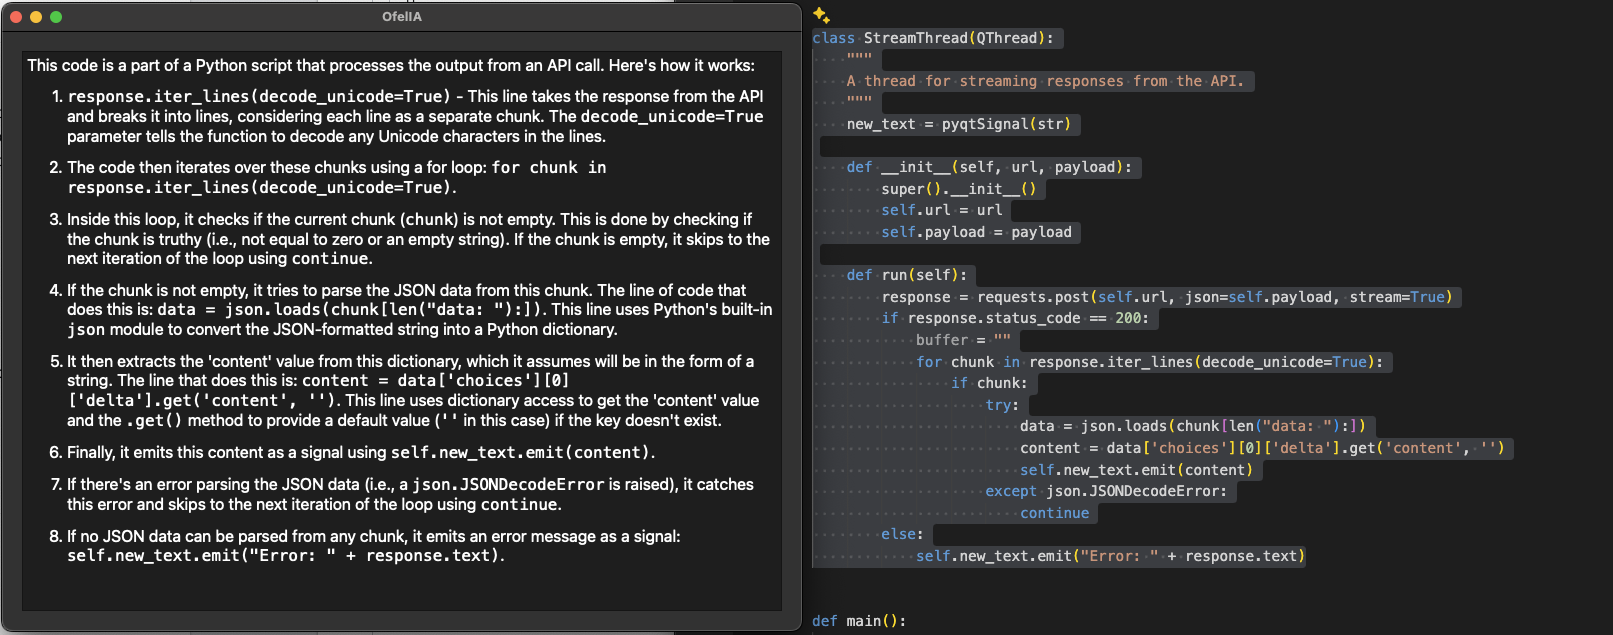 OfelIA
This code is a part of a Python script that processes the output from an API call. Here's how it works:
1. response.iter_lines(decode_unicode=True) - This line takes the response from the API
and breaks it into lines, considering each line as a separate chunk. The decode_unicode=True
parameter tells the function to decode any Unicode characters in the lines.
2. The code then iterates over these chunks using a for loop: for chunk in
response.iter_lines(decode_unicode=True).
3. Inside this loop, it checks if the current chunk (chunk) is not empty. This is done by checking if
the chunk is truthy (i.e., not equal to zero or an empty string). If the chunk is empty, it skips to the
next iteration of the loop using continue.
4. If the chunk is not empty, it tries to parse the JSON data from this chunk. The line of code that
does this is: data = json.loads(chunk[len("data: "):]). This line uses Python's built-in
json module to convert the JSON-formatted string into a Python dictionary.
5. It then extracts the 'content' value from this dictionary, which it assumes will be in the form of a
string. The line that does this is: content = data['choices'][0]
['delta'].get('content', ''). This line uses dictionary access to get the 'content' value
and the .get() method to provide a default value ('' in this case) if the key doesn't exist.
6. Finally, it emits this content as a signal using self.new_text.emit(content).
7. If there's an error parsing the JSON data (i.e., a json.JSONDecodeError is raised), it catches
this error and skips to the next iteration of the loop using continue.
8. If no JSON data can be parsed from any chunk, it emits an error message as a signal:
self.new_text.emit("Error: " + response.text).
class StreamThread(QThread):
    """
    A thread for streaming responses from the API.
    """
    new_text = pyqtSignal(str)
    def __init__(self, url, payload):
        super().__init__()
        self.url = url
        self.payload = payload
    def run(self):
        response = requests.post(self.url, json=self.payload, stream=True)
        if response.status_code == 200:
            buffer = ""
            for chunk in response.iter_lines(decode_unicode=True):
                if chunk:
                    try:
                        data = json.loads(chunk[len("data: "):])
                        content = data['choices'][0]['delta'].get('content', '')
                        self.new_text.emit(content)
                    except json.JSONDecodeError:
                        continue
        else:
            self.new_text.emit("Error: " + response.text)
def main():